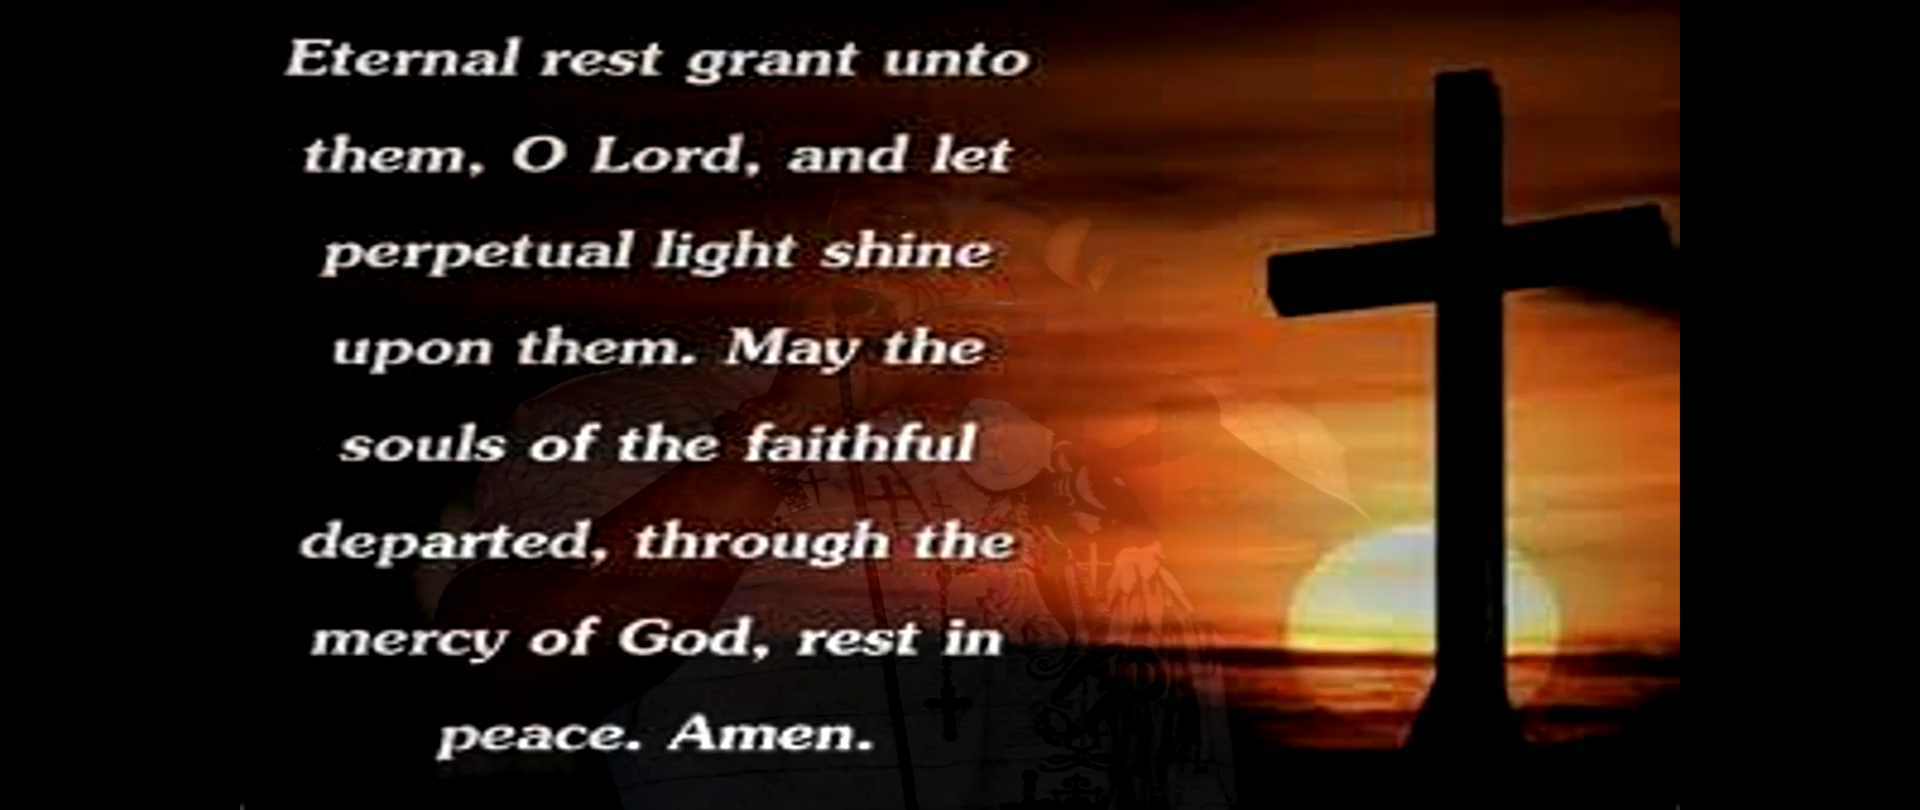 Eternal rest grant unto
them, O Lord, and let
perpetual light shine
upon them. May the
souls of the faithful
departed, through the
mercy of God, rest in
peace. Amen.